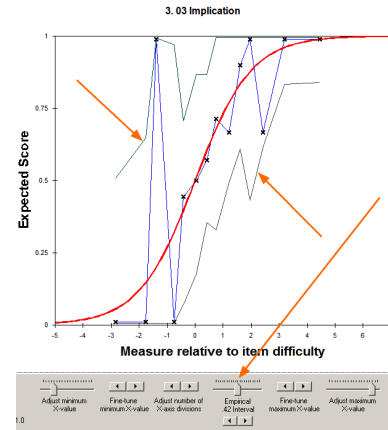 3. 03 Implication
Expected Score
1
0.75
0.5
0.25
0
-5 -4 -3 -2 -1 0 1 2 3 4 5 6
Measure relative to item difficulty
Adjust minimum X-value
Fine-tune minimum X-value
Adjust number of X-axis divisions
Empirical .42 Interval
Fine-tune maximum X-value
Adjust maximum X-value
1.0